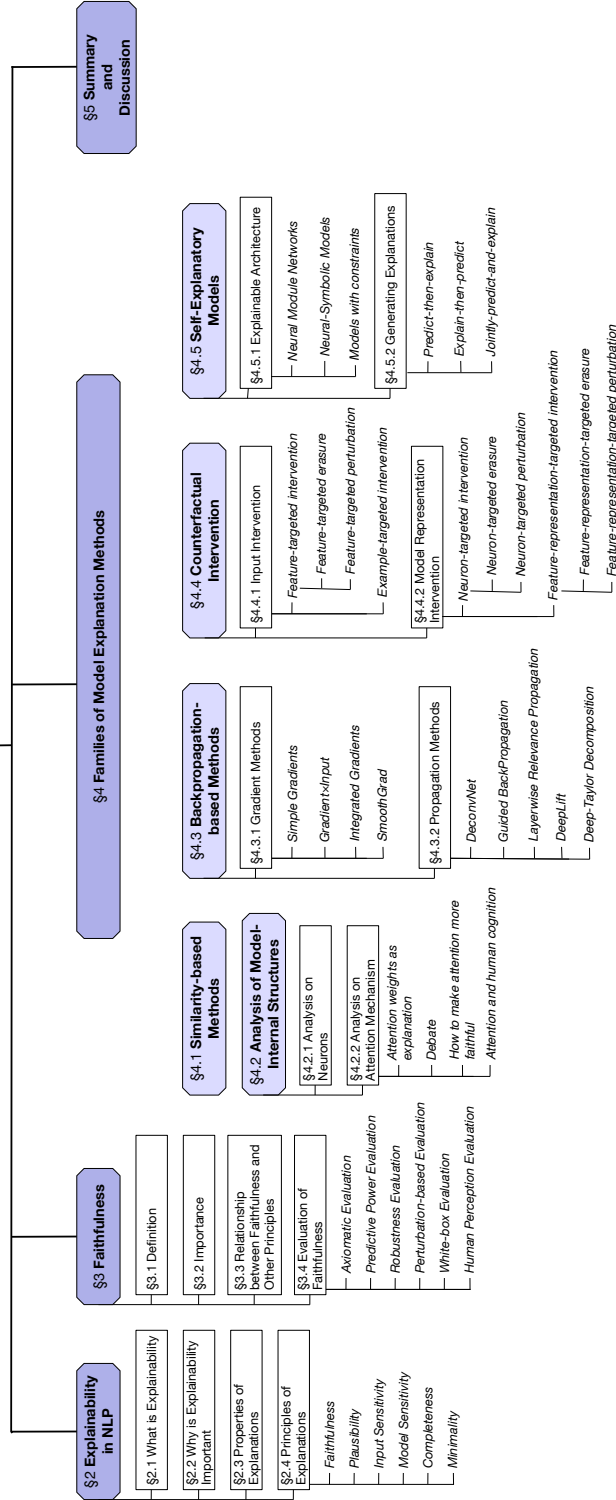 §2 Explainability
in NLP
§2.1 What is Explainability
§2.2 Why is Explainability
Important
§2.3 Properties of
Explanations
§2.4 Principles of
Explanations
Faithfulness
Plausibility
Input Sensitivity
Model Sensitivity
Completeness
Minimality
§3 Faithfulness
§3.1 Definition
§3.2 Importance
§3.3 Relationship
between Faithfulness and
Other Principles
§3.4 Evaluation of
Faithfulness
Axiomatic Evaluation
Predictive Power Evaluation
Robustness Evaluation
Perturbation-based Evaluation
White-box Evaluation
Human Perception Evaluation
§4 Families of Model Explanation Methods
§4.1 Similarity-based
Methods
§4.2 Analysis of Model-
Internal Structures
§4.2.1 Analysis on
Neurons
§4.2.2 Analysis on
Attention Mechanism
Attention weights as
explanation
Debate
How to make attention more
faithful
Attention and human cognition
§4.3 Backpropagation-
based Methods
§4.3.1 Gradient Methods
Simple Gradients
Gradient×Input
Integrated Gradients
SmoothGrad
§4.3.2 Propagation Methods
DeconvNet
Guided BackPropagation
Layerwise Relevance Propagation
DeepLift
Deep-Taylor Decomposition
§4.4 Counterfactual
Intervention
§4.4.1 Input Intervention
Feature-targeted intervention
Feature-targeted erasure
Feature-targeted perturbation
Example-targeted intervention
§4.4.2 Model Representation
Intervention
Neuron-targeted intervention
Neuron-targeted erasure
Neuron-targeted perturbation
Feature-representation-targeted intervention
Feature-representation-targeted erasure
Feature-representation-targeted perturbation
§4.5 Self-Explanatory
Models
§4.5.1 Explainable Architecture
Neural Module Networks
Neural-Symbolic Models
Models with constraints
§4.5.2 Generating Explanations
Predict-then-explain
Explain-then-predict
Jointly-predict-and-explain
§5 Summary
and
Discussion